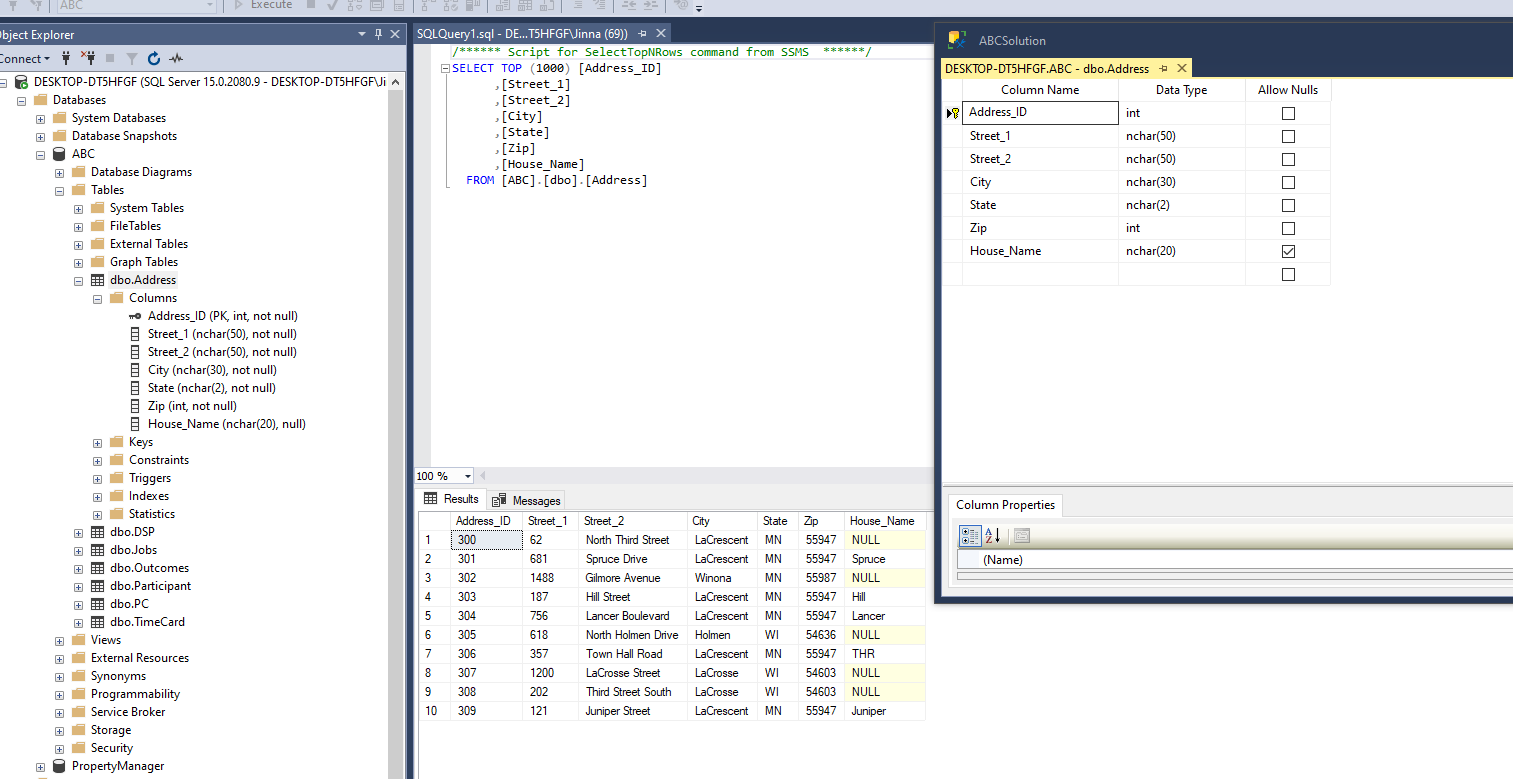 ABC
Execute
bject Explorer
Connect
DESKTOP-DT5HFGF (SQL Server 15.0.2080.9 - DESKTOP-DT5HFGF\Ji
Databases
System Databases
Database Snapshots
ABC
Database Diagrams
Tables
System Tables
FileTables
External Tables
Graph Tables
dbo.Address
Columns
Address_ID (PK, int, not null)
Street_1 (nchar(50), not null)
Street_2 (nchar(50), not null)
City (nchar(30), not null)
State (nchar(2), not null)
Zip (int, not null)
House_Name (nchar(20), null)
Keys
Constraints
Triggers
Indexes
Statistics
dbo.DSP
dbo.Jobs
dbo.Outcomes
dbo.Participant
dbo.PC
dbo.TimeCard
Views
External Resources
Synonyms
Programmability
Service Broker
Storage
Security
PropertyManager
SQLQuery1.sql - DE...T5HFGF\Jinna (69))
/****** Script for SelectTopNRows command from SSMS ******/
SELECT TOP (1000) [Address_ID]
,[Street_1]
,[Street_2]
,[City]
,[State]
,[Zip]
,[House_Name]
FROM [ABC].[dbo].[Address]
100 %
Results Messages
Address_ID Street_1 Street_2 City State Zip House_Name
1 300 62 North Third Street LaCrescent MN 55947 NULL
2 301 681 Spruce Drive LaCrescent MN 55947 Spruce
3 302 1488 Gilmore Avenue Winona MN 55987 NULL
4 303 187 Hill Street LaCrescent MN 55947 Hill
5 304 756 Lancer Boulevard LaCrescent MN 55947 Lancer
6 305 618 North Holmen Drive Holmen WI 54636 NULL
7 306 357 Town Hall Road LaCrescent MN 55947 THR
8 307 1200 LaCrosse Street LaCrosse WI 54603 NULL
9 308 202 Third Street South LaCrosse WI 54603 NULL
10 309 121 Juniper Street LaCrescent MN 55947 Juniper
ABCSolution
DESKTOP-DT5HFGF.ABC - dbo.Address
Column Name Data Type Allow Nulls
Address_ID int
Street_1 nchar(50)
Street_2 nchar(50)
City nchar(30)
State nchar(2)
Zip int
House_Name nchar(20)
Column Properties
A
Z
(Name)